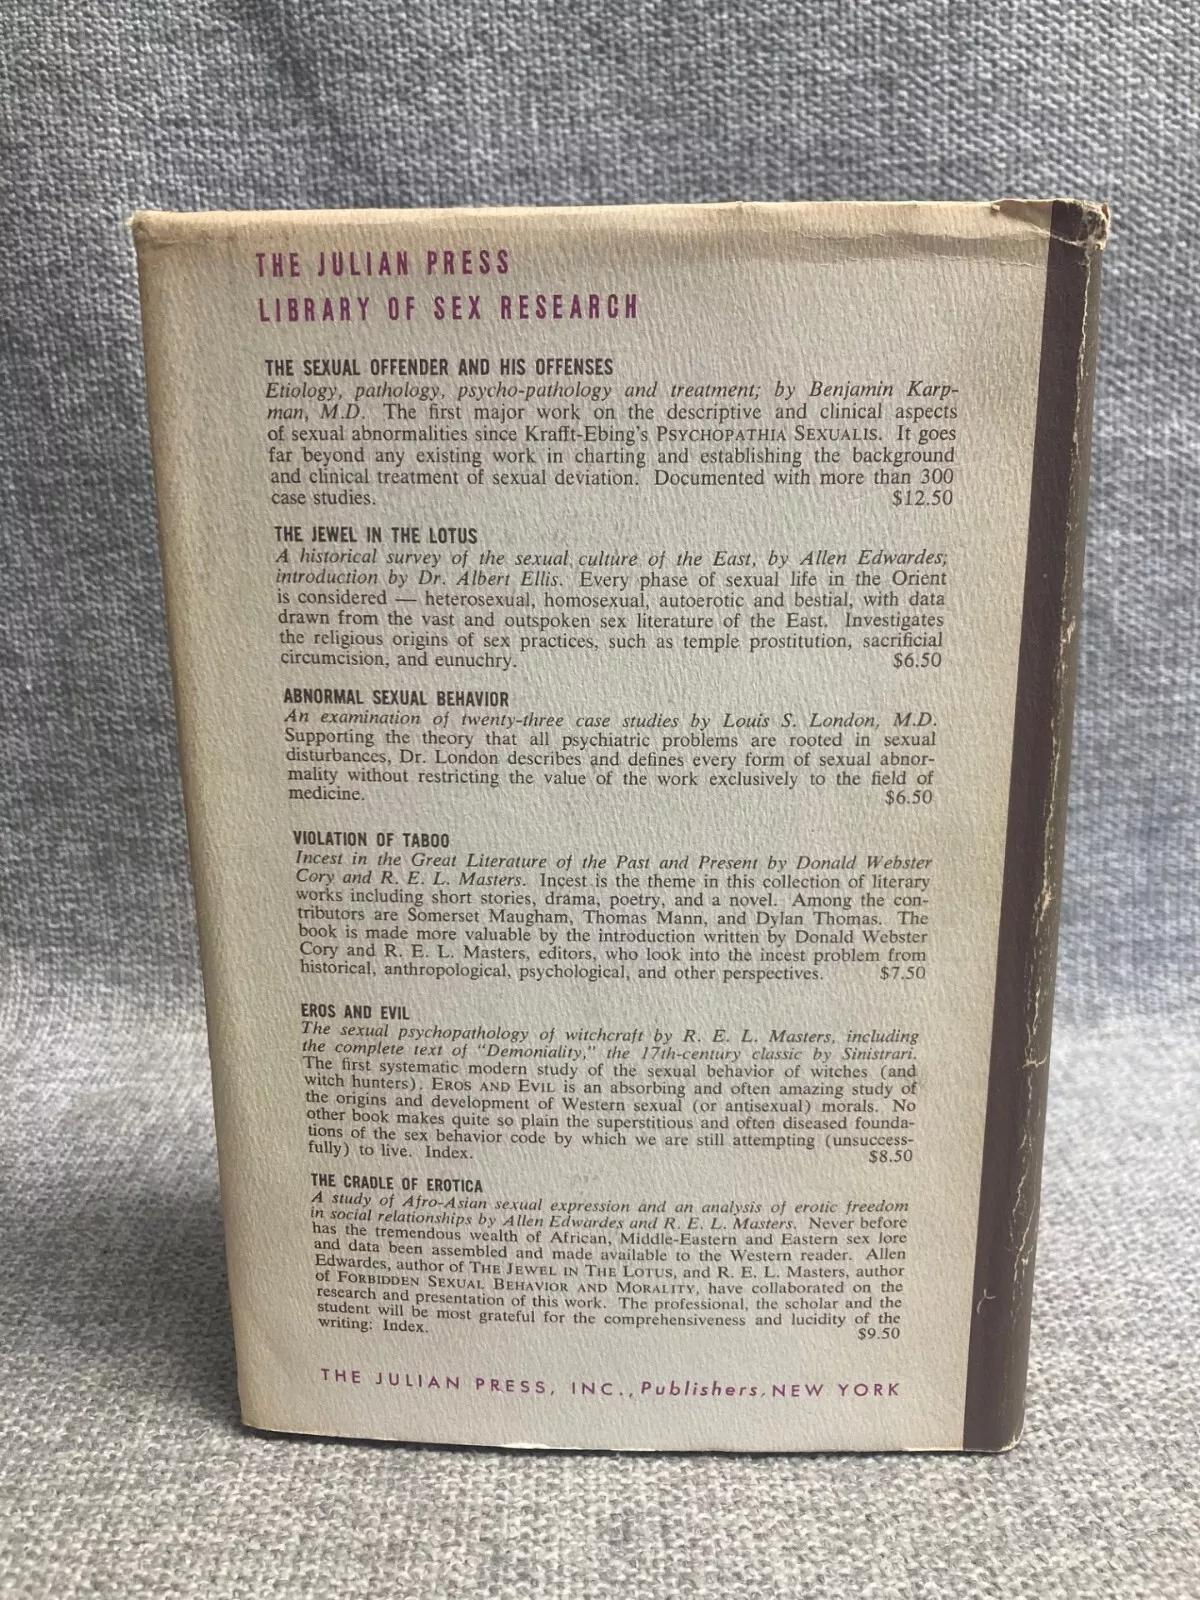 THE JULIAN PRESS
LIBRARY OF SEX RESEARCH
THE SEXUAL OFFENDER AND HIS OFFENSES
Etiology, pathology, psycho-pathology and treatment; by Benjamin Karp-
man, M.D. The first major work on the descriptive and clinical aspects
of sexual abnormalities since Krafft-Ebing's PSYCHOPATHIA SEXUALIS. It goes
far beyond any existing work in charting and establishing the background
and clinical treatment of sexual deviation. Documented with more than 300
case studies. $12.50
THE JEWEL IN THE LOTUS
A historical survey of the sexual culture of the East, by Allen Edwardes;
introduction by Dr. Albert Ellis. Every phase of sexual life in the Orient
is considered — heterosexual, homosexual, autoerotic and bestial, with data
drawn from the vast and outspoken sex literature of the East. Investigates
the religious origins of sex practices, such as temple prostitution, sacrificial
circumcision, and eunuchry. $6.50
ABNORMAL SEXUAL BEHAVIOR
An examination of twenty-three case studies by Louis S. London, M.D.
Supporting the theory that all psychiatric problems are rooted in sexual
disturbances, Dr. London describes and defines every form of sexual abnor-
mality without restricting the value of the work exclusively to the field of
medicine. $6.50
VIOLATION OF TABOO
Incest in the Great Literature of the Past and Present by Donald Webster
Cory and R. E. L. Masters. Incest is the theme in this collection of literary
works including short stories, drama, poetry, and a novel. Among the con-
tributors are Somerset Maugham, Thomas Mann, and Dylan Thomas. The
book is made more valuable by the introduction written by Donald Webster
Cory and R. E. L. Masters, editors, who look into the incest problem from
historical, anthropological, psychological, and other perspectives. $7.50
EROS AND EVIL
The sexual psychopathology of witchcraft by R. E. L. Masters, including
the complete text of "Demoniality," the 17th-century classic by Sinistrari.
The first systematic modern study of the sexual behavior of witches (and
witch hunters). EROS AND EVIL is an absorbing and often amazing study of
the origins and development of Western sexual (or antisexual) morals. No
other book makes quite so plain the superstitious and often diseased founda-
tions of the sex behavior code by which we are still attempting (unsuccess-
fully) to live. Index. $8.50
THE CRADLE OF EROTICA
A study of Afro-Asian sexual expression and an analysis of erotic freedom
in social relationships by Allen Edwardes and R. E. L. Masters. Never before
has the tremendous wealth of African, Middle-Eastern and Eastern sex lore
and data been assembled and made available to the Western reader. Allen
Edwardes, author of THE JEWEL IN THE LOTUS, and R. E. L. Masters, author
of FORBIDDEN SEXUAL BEHAVIOR AND MORALITY, have collaborated on the
research and presentation of this work. The professional, the scholar and the
student will be most grateful for the comprehensiveness and lucidity of the
writing: Index. $9.50
THE JULIAN PRESS, INC., Publishers, NEW YORK